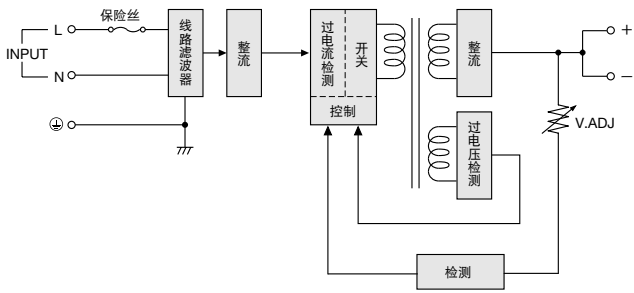 保险丝
L
INPUT
N
线路滤波器
整流
过电流检测
开关
控制
整流
过电压检测
+
−
V.ADJ
检测